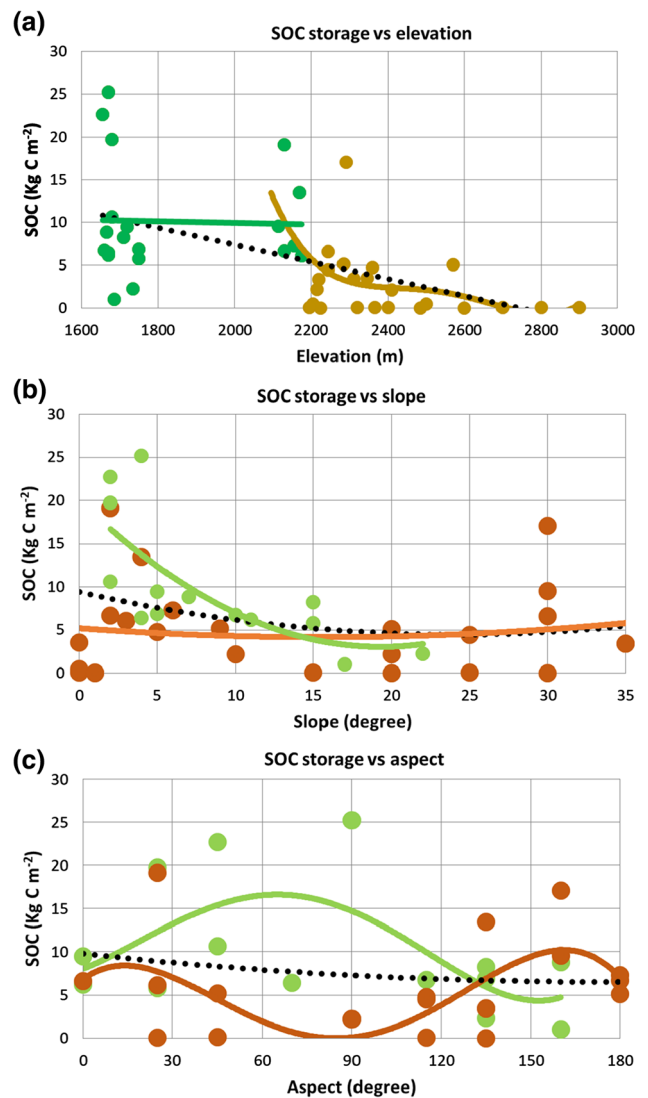 (a)
SOC storage vs elevation
SOC (Kg C m-2)
30
25
20
15
10
5
0
1600 1800 2000 2200 2400 2600 2800 3000
Elevation (m)
(b)
SOC storage vs slope
SOC (Kg C m-2)
30
25
20
15
10
5
0
0 5 10 15 20 25 30 35
Slope (degree)
(c)
SOC storage vs aspect
SOC (Kg C m-2)
30
25
20
15
10
5
0
0 30 60 90 120 150 180
Aspect (degree)